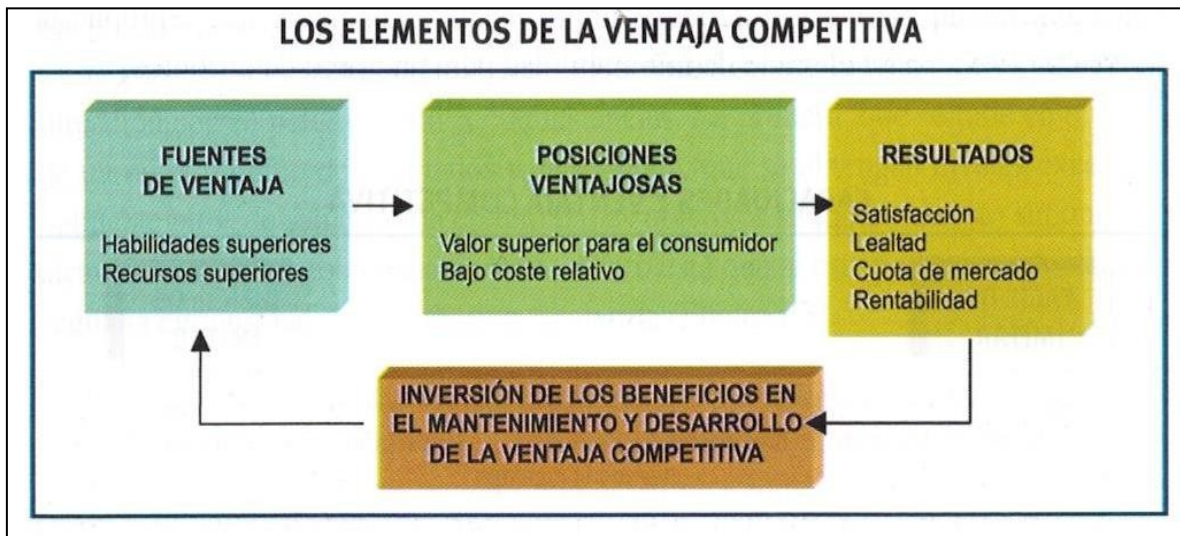 LOS ELEMENTOS DE LA VENTAJA COMPETITIVA
FUENTES
DE VENTAJA
Habilidades superiores
Recursos superiores
POSICIONES
VENTAJOSAS
Valor superior para el consumidor
Bajo coste relativo
RESULTADOS
Satisfacción
Lealtad
Cuota de mercado
Rentabilidad
INVERSIÓN DE LOS BENEFICIOS EN
EL MANTENIMIENTO Y DESARROLLO
DE LA VENTAJA COMPETITIVA